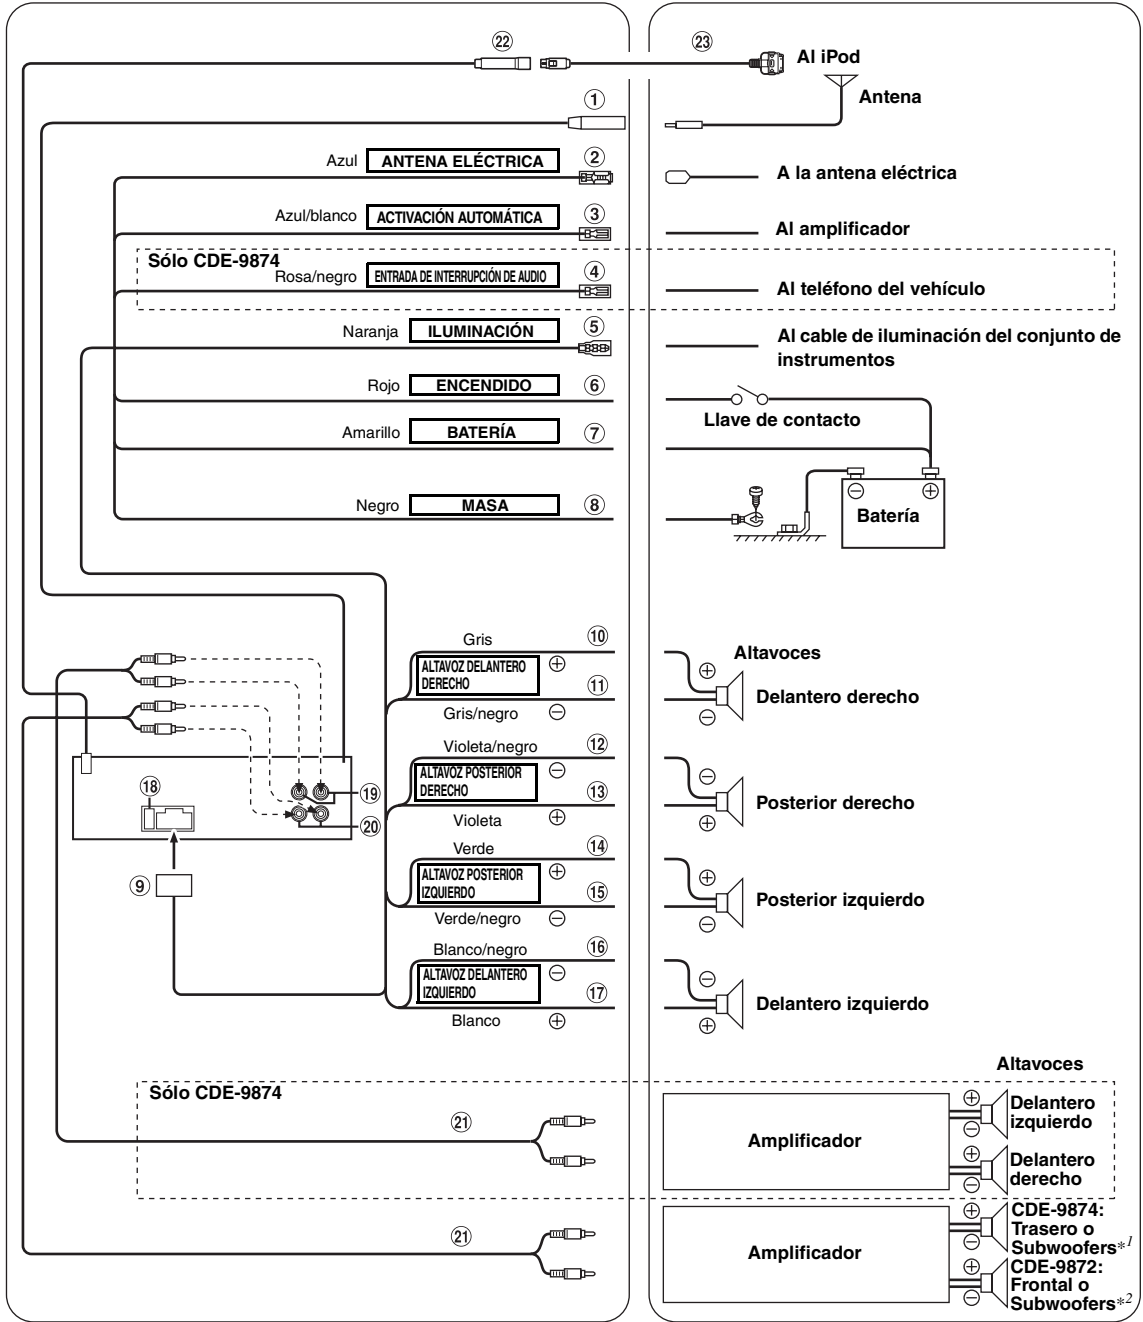 ㉒
㉓
Al iPod
Antena
①
Azul ANTENA ELÉCTRICA ②
A la antena eléctrica
Azul/blanco ACTIVACIÓN AUTOMÁTICA ③
Al amplificador
Sólo CDE-9874
Rosa/negro ENTRADA DE INTERRUPCIÓN DE AUDIO ④
Al teléfono del vehículo
Naranja ILUMINACIÓN ⑤
Al cable de iluminación del conjunto de
instrumentos
Rojo ENCENDIDO ⑥
Llave de contacto
Amarillo BATERÍA ⑦
Negro MASA ⑧
⊖ ⊕
Batería
Gris ⑩
ALTAVOZ DELANTERO
DERECHO
⊕
⑪
Gris/negro ⊖
Altavoces
⊕
Delantero derecho
⊖
Violeta/negro ⑫
ALTAVOZ POSTERIOR
DERECHO
⊖
⑬
Violeta ⊕
⊖
Posterior derecho
⊕
⑱
⑲
⑳
⑨
Verde ⑭
ALTAVOZ POSTERIOR
IZQUIERDO
⊕
⑮
Verde/negro ⊖
⊕
Posterior izquierdo
⊖
Blanco/negro ⑯
ALTAVOZ DELANTERO
IZQUIERDO
⊖
⑰
Blanco ⊕
⊖
Delantero izquierdo
⊕
Altavoces
Sólo CDE-9874
㉑
Amplificador
⊕
⊖
Delantero
izquierdo
⊕
⊖
Delantero
derecho
㉑
Amplificador
⊕
⊖
CDE-9874:
Trasero o
Subwoofers*1
⊕
⊖
CDE-9872:
Frontal o
Subwoofers*2